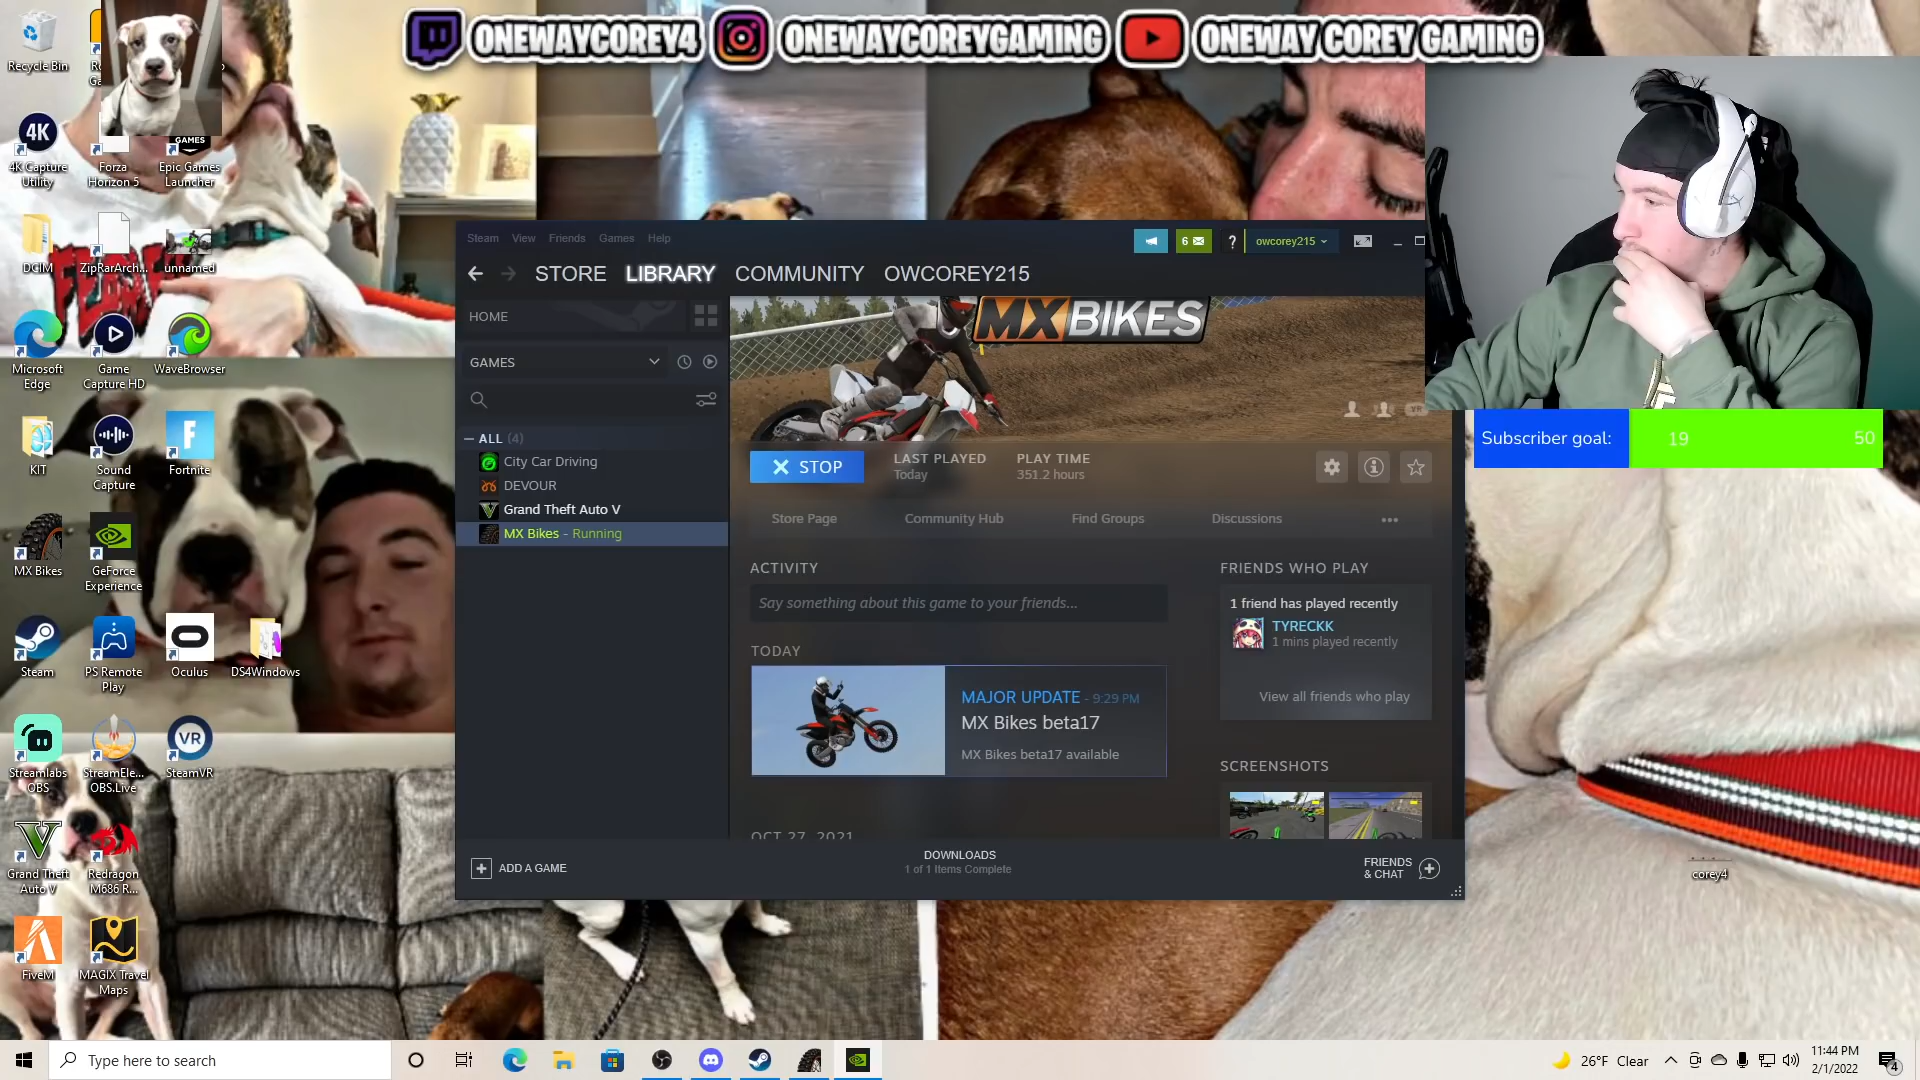 ONEWAYCOREY4 ONEWAYCOREYGAMING ONEWAY COREY GAMING
Recycle Bin
4K
4K Capture Utility
Forza Horizon 5
GAMES
Epic Games Launcher
DCIM
ZipRarArch...
unnamed
Microsoft Edge
Game Capture HD
WaveBrowser
KIT
Sound Capture
Fortnite
MX Bikes
GeForce Experience
Steam
PS Remote Play
Oculus
DS4Windows
Streamlabs OBS
StreamEle... OBS.Live
VR
SteamVR
Grand Theft Auto V
Redragon M686 R...
FiveM
MAGIX Travel Maps
Steam View Friends Games Help
6
?
owcorey215
STORE LIBRARY COMMUNITY OWCOREY215
HOME
GAMES
ALL (4)
City Car Driving
DEVOUR
Grand Theft Auto V
MX Bikes - Running
MX BIKES
STOP
LAST PLAYED
Today
PLAY TIME
351.2 hours
Store Page Community Hub Find Groups Discussions
ACTIVITY
Say something about this game to your friends...
TODAY
MAJOR UPDATE - 9:29 PM
MX Bikes beta17
MX Bikes beta17 available
OCT 27, 2021
FRIENDS WHO PLAY
1 friend has played recently
TYRECKK
1 mins played recently
View all friends who play
SCREENSHOTS
ADD A GAME
DOWNLOADS
1 of 1 Items Complete
FRIENDS
& CHAT
Subscriber goal: 19 50
corey4
Type here to search
26°F Clear
11:44 PM
2/1/2022
4